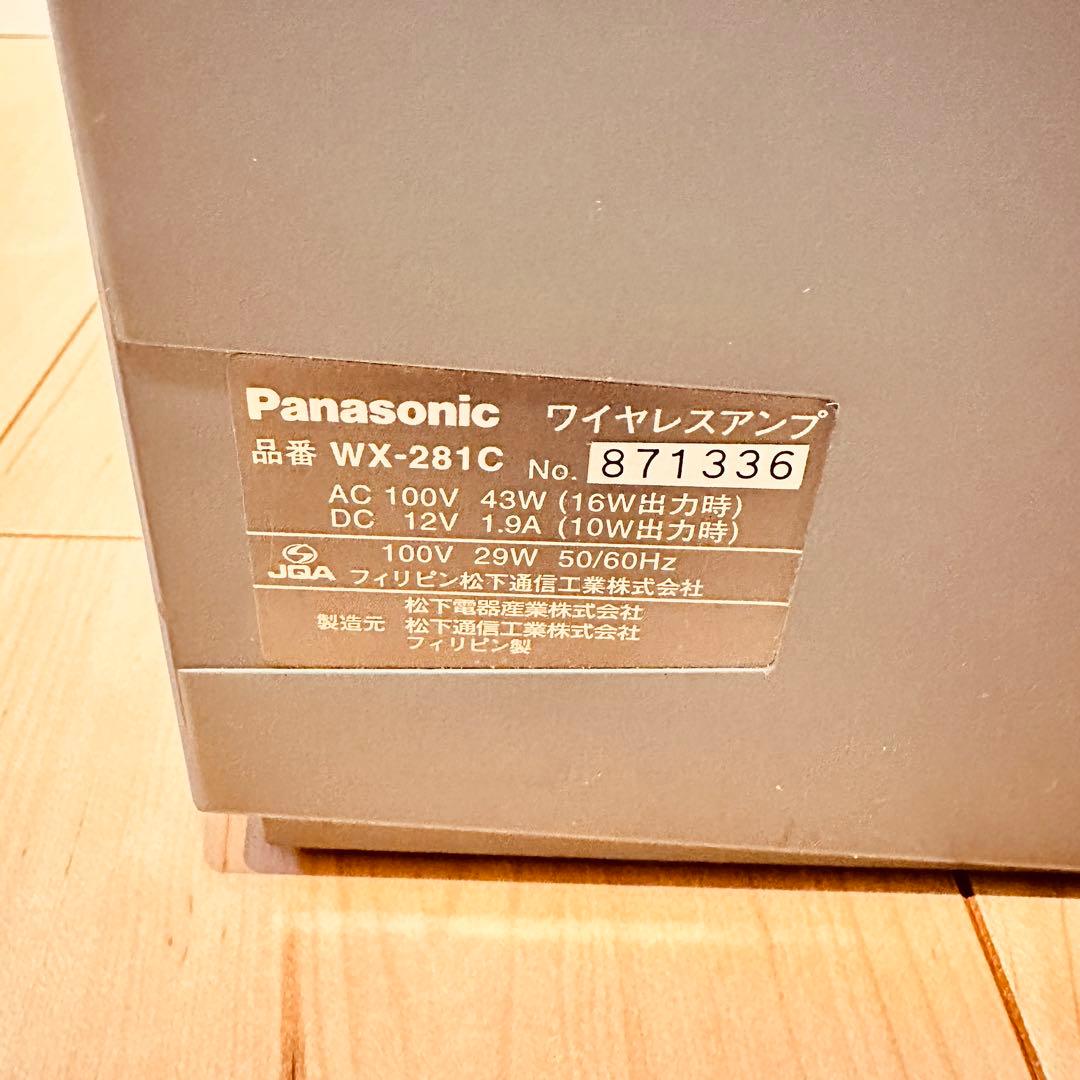 Panasonic ワイヤレスアンプ
品番 WX-281C No. 871336
AC 100V 43W (16W出力時)
DC 12V 1.9A (10W出力時)
100V 29W 50/60Hz
JQA フィリピン松下通信工業株式会社
松下電器産業株式会社
製造元 松下通信工業株式会社
フィリピン製